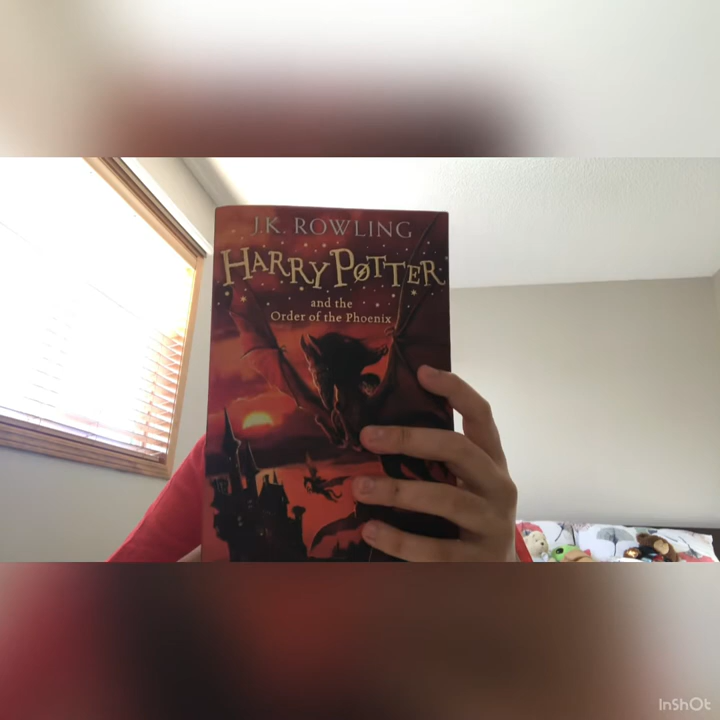 J.K. ROWLING
HARRY POTTER
and the
Order of the Phoenix
InShOt